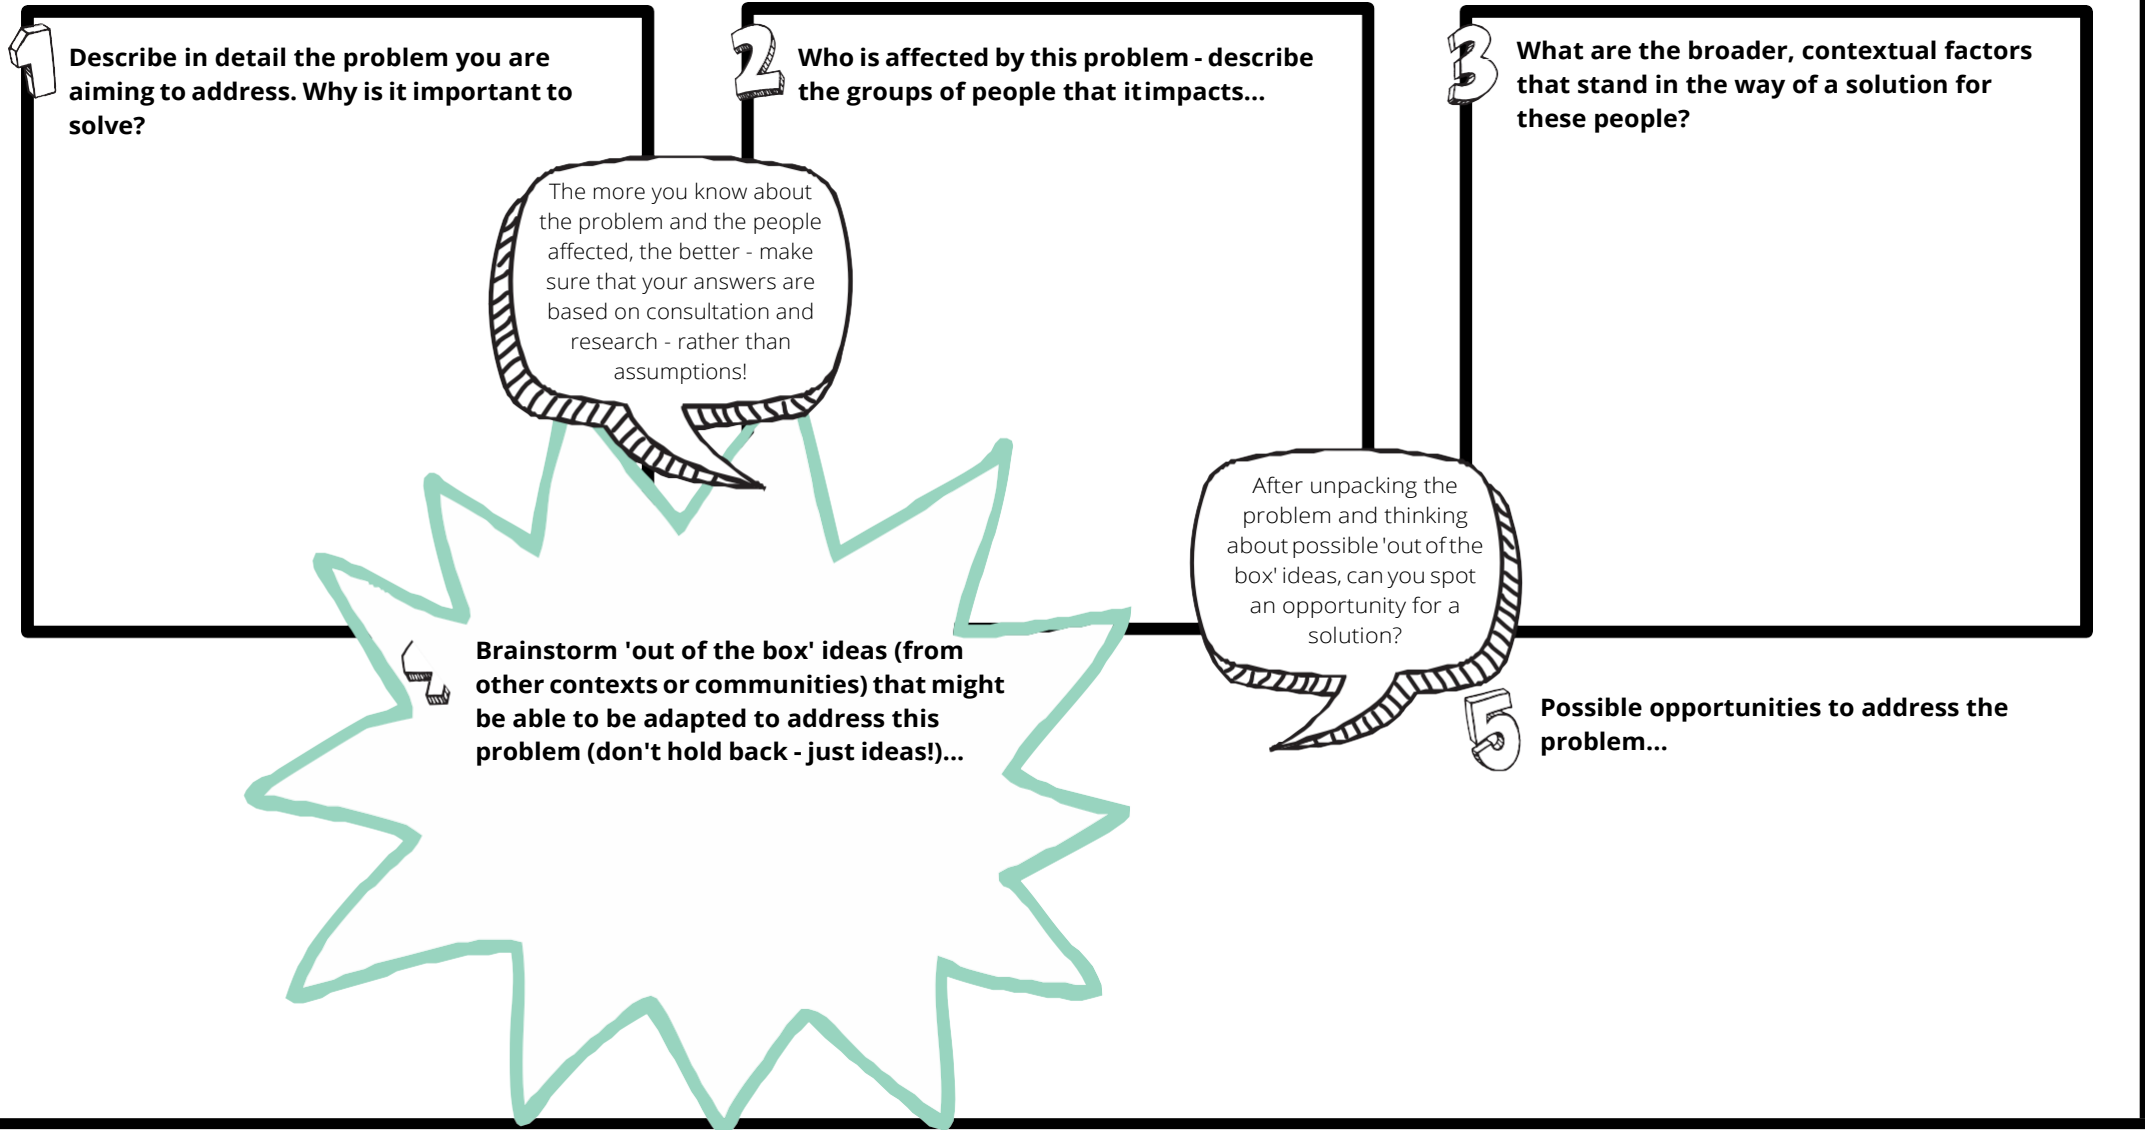 1
Describe in detail the problem you are
aiming to address. Why is it important to
solve?
2
Who is affected by this problem - describe
the groups of people that it impacts...
3
What are the broader, contextual factors
that stand in the way of a solution for
these people?
The more you know about
the problem and the people
affected, the better - make
sure that your answers are
based on consultation and
research - rather than
assumptions!
After unpacking the
problem and thinking
about possible 'out of the
box' ideas, can you spot
an opportunity for a
solution?
Brainstorm 'out of the box' ideas (from
other contexts or communities) that might
be able to be adapted to address this
problem (don't hold back - just ideas!)...
5
Possible opportunities to address the
problem...